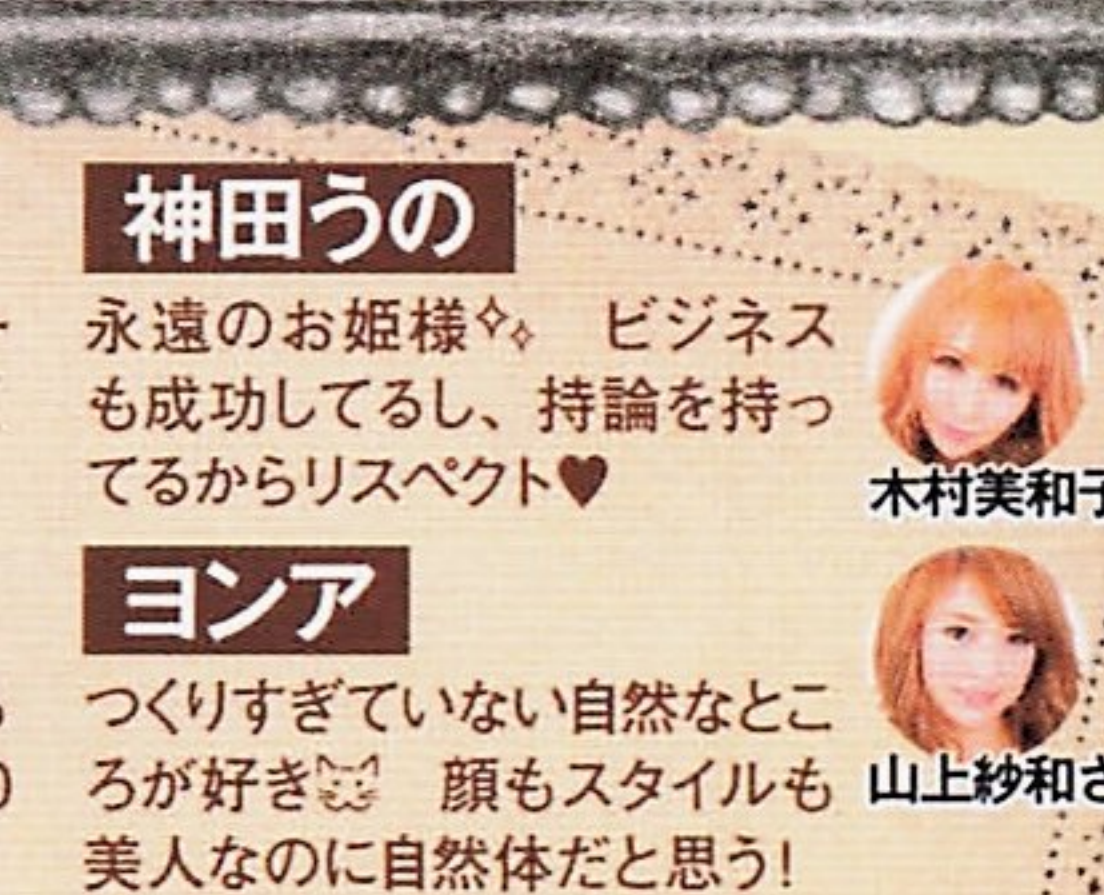 神田うの
永遠のお姫様✧✧　ビジネス
も成功してるし、持論を持っ
てるからリスペクト♥
木村美和子
ヨンア
つくりすぎていない自然なとこ
ろが好き🐱　顔もスタイルも
美人なのに自然体だと思う!
山上紗和さ